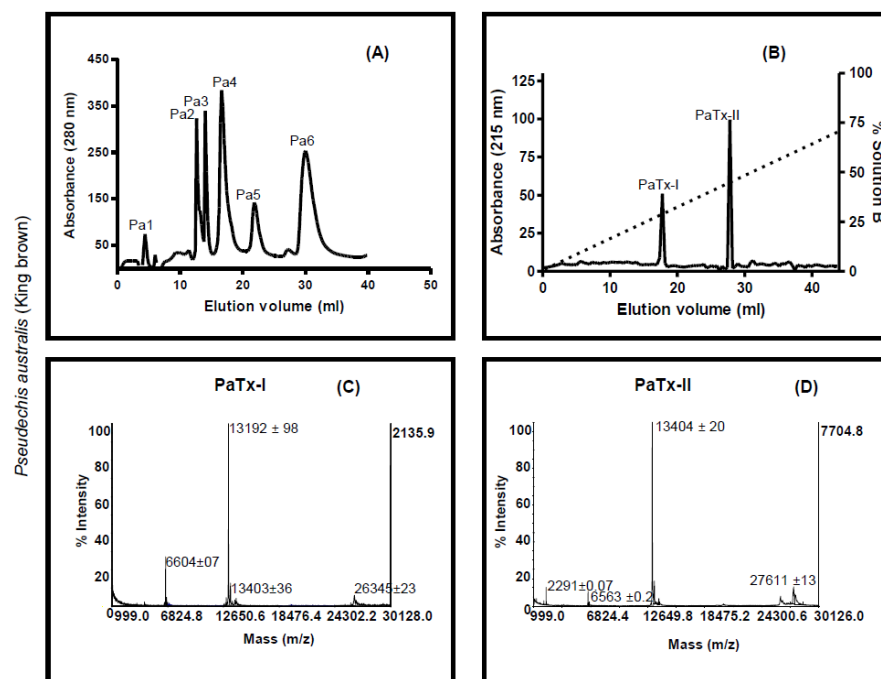 Pseudechis australis (King brown)
(A)
Absorbance (280 nm)
450
350
250
150
50
Pa1
Pa2
Pa3
Pa4
Pa5
Pa6
0 10 20 30 40 50
Elution volume (ml)
(B)
Absorbance (215 nm)
125
100
75
50
25
0
PaTx-I
PaTx-II
100
75
50
25
0
% Solution B
0 10 20 30 40
Elution volume (ml)
PaTx-I (C)
% Intensity
100
80
60
40
20
0
13192 ± 98
2135.9
6604±07
13403±36
26345±23
999.0 6824.8 12650.6 18476.4 24302.2 30128.0
Mass (m/z)
PaTx-II (D)
% Intensity
100
80
60
40
20
0
13404 ± 20
7704.8
2291±0.07
6563 ±0.2
27611 ±13
999.0 6824.4 12649.8 18475.2 24300.6 30126.0
Mass (m/z)